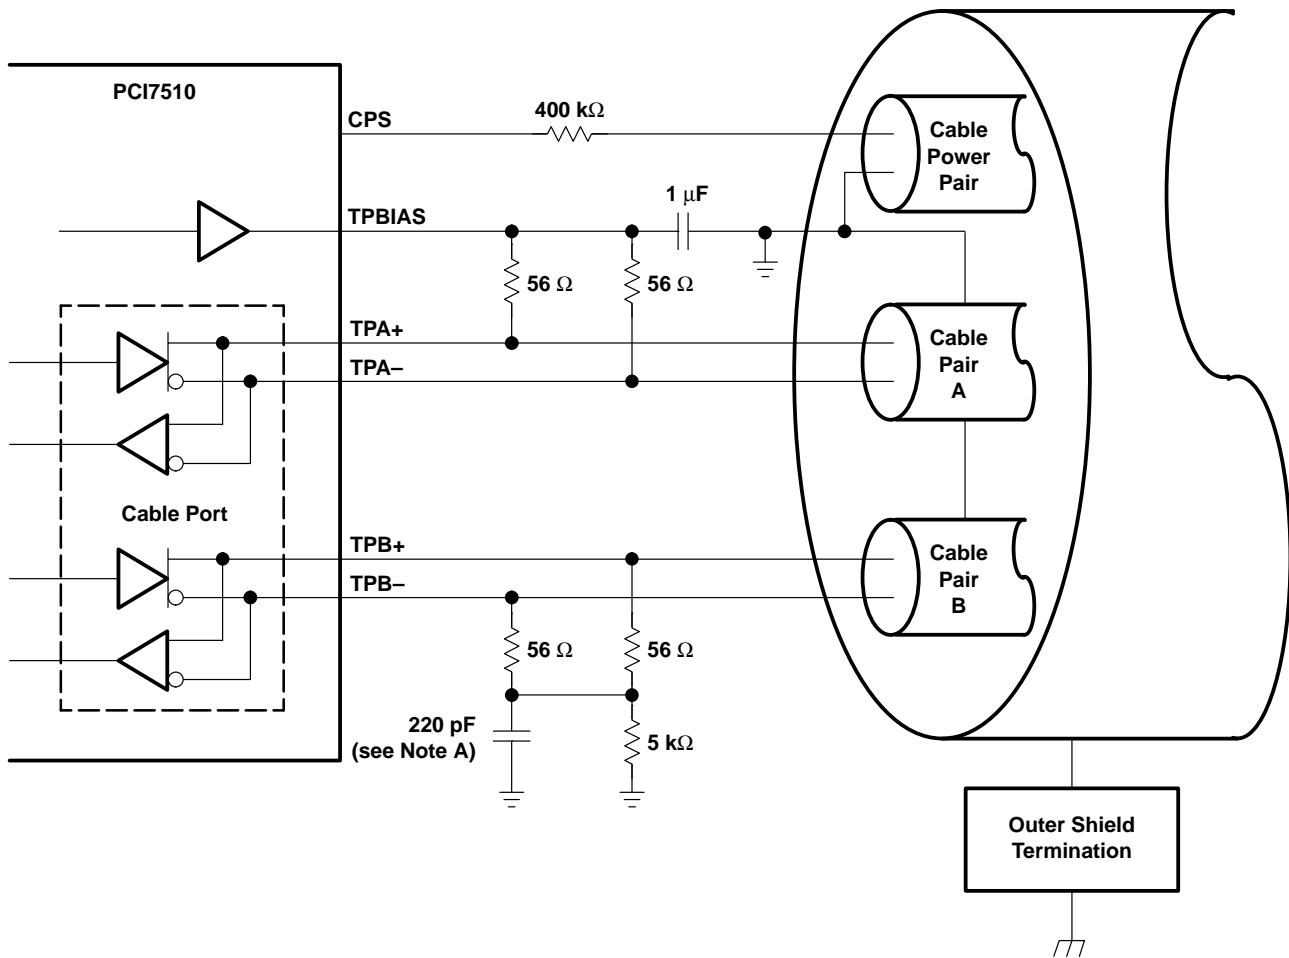 PCI7510
CPS
400 kΩ
Cable
Power
Pair
1 μF
TPBIAS
56 Ω
56 Ω
TPA+
TPA–
Cable
Pair
A
Cable Port
TPB+
TPB–
Cable
Pair
B
56 Ω
56 Ω
220 pF
(see Note A)
5 kΩ
Outer Shield
Termination